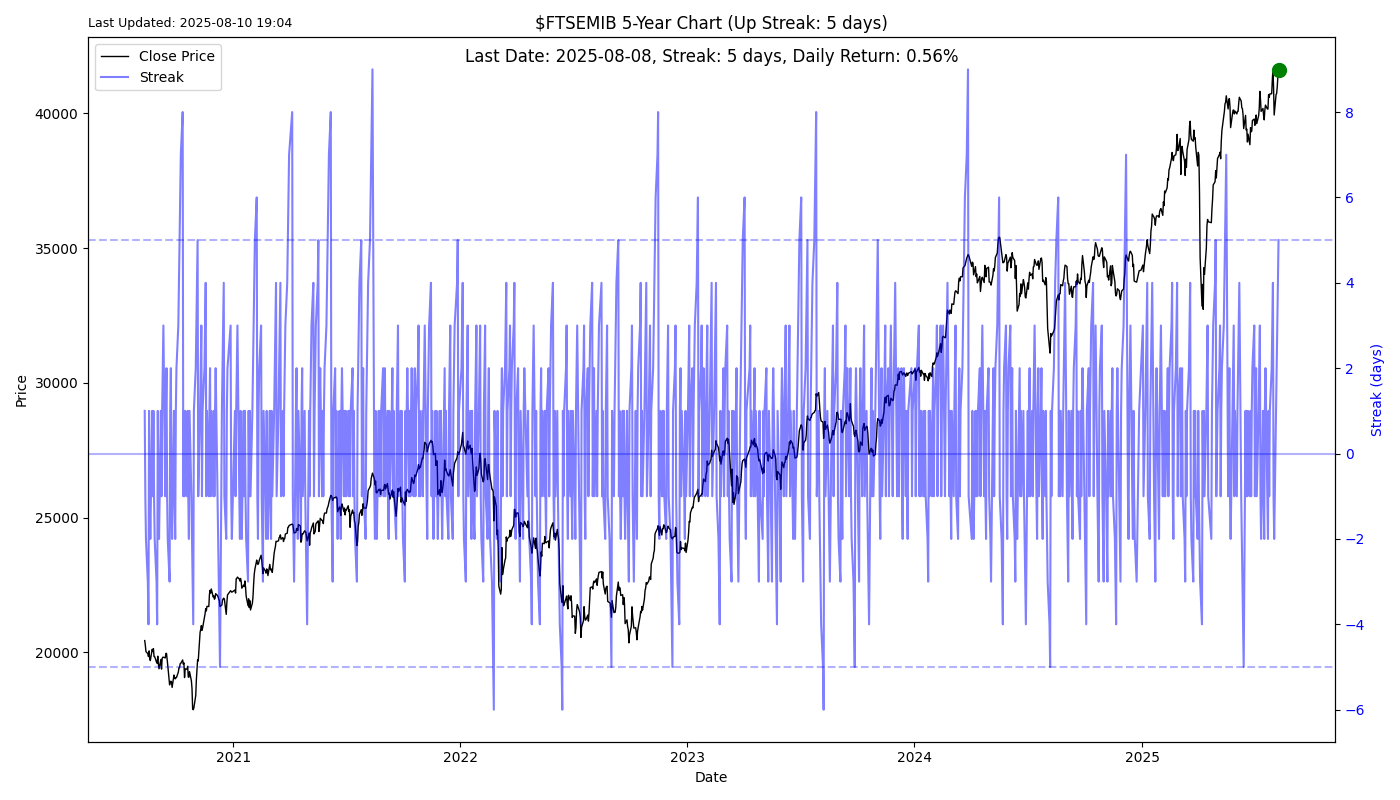 Last Updated: 2025-08-10 19:04
$FTSEMIB 5-Year Chart (Up Streak: 5 days)
Last Date: 2025-08-08, Streak: 5 days, Daily Return: 0.56%
Close Price
Streak
40000
35000
30000
25000
20000
Price
8
6
4
2
0
−2
−4
−6
Streak (days)
2021
2022
2023
2024
2025
Date